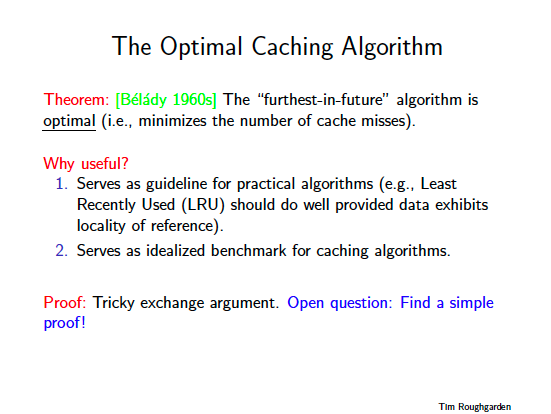 The Optimal Caching Algorithm
Theorem: [Bélády 1960s] The “furthest-in-future” algorithm is
optimal (i.e., minimizes the number of cache misses).
Why useful?
1. Serves as guideline for practical algorithms (e.g., Least
Recently Used (LRU) should do well provided data exhibits
locality of reference).
2. Serves as idealized benchmark for caching algorithms.
Proof: Tricky exchange argument. Open question: Find a simple
proof!
Tim Roughgarden